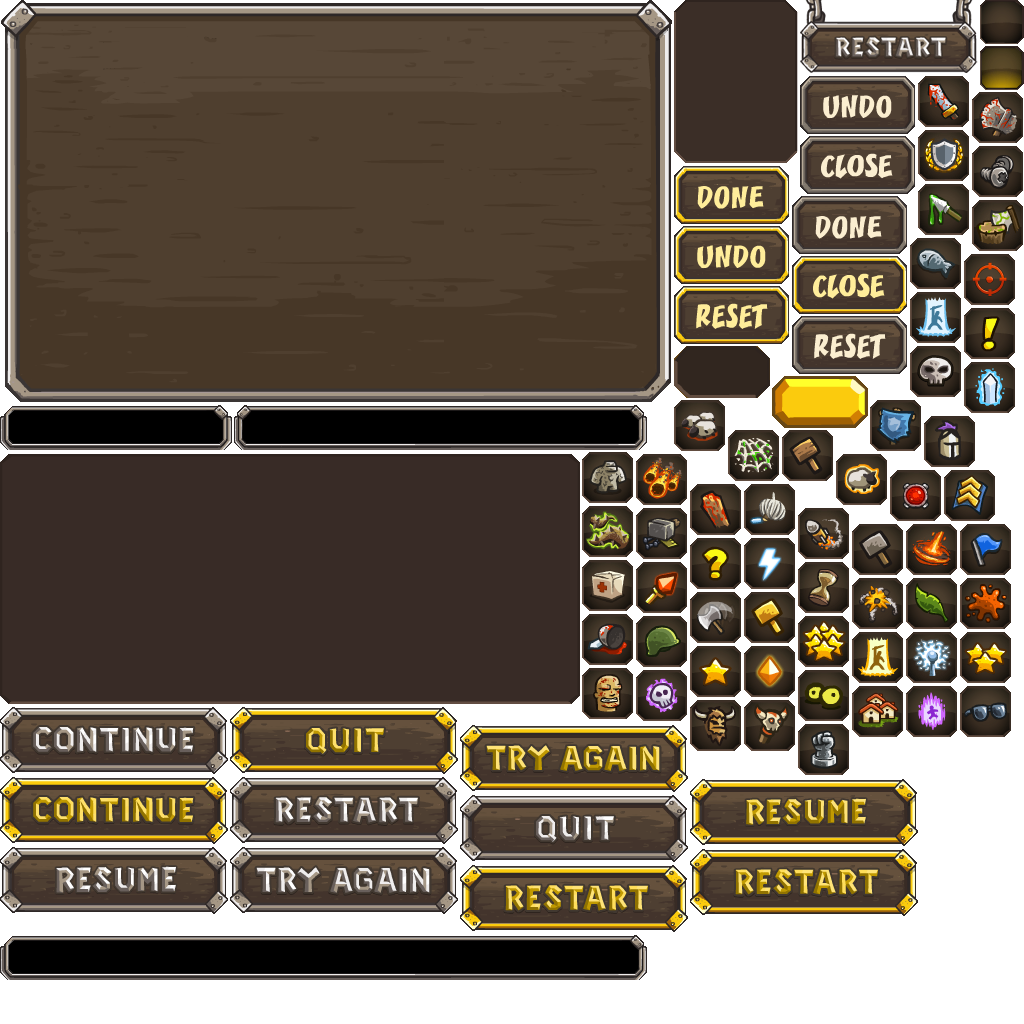 RESTART
UNDO
CLOSE
DONE
DONE
UNDO
CLOSE
RESET
RESET
!
?
CONTINUE
QUIT
TRY AGAIN
CONTINUE
RESTART
QUIT
RESUME
RESUME
TRY AGAIN
RESTART
RESTART